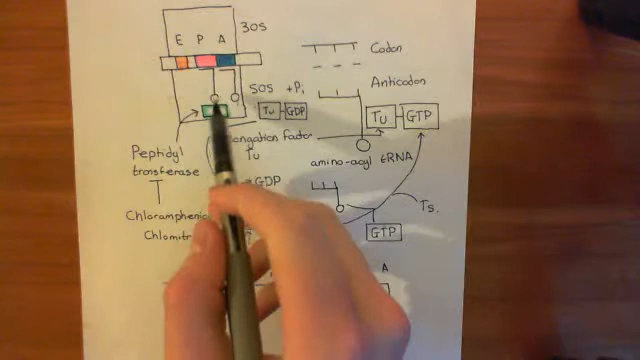 30S
E P A
50S + Pi
Tu GDP
Elongation factor
Tu
GDP
Peptidyl
transferase
Chloramphenic
Chlomitr
Codon
Anticodon
Tu GTP
amino-acyl tRNA
Ts.
GTP
A